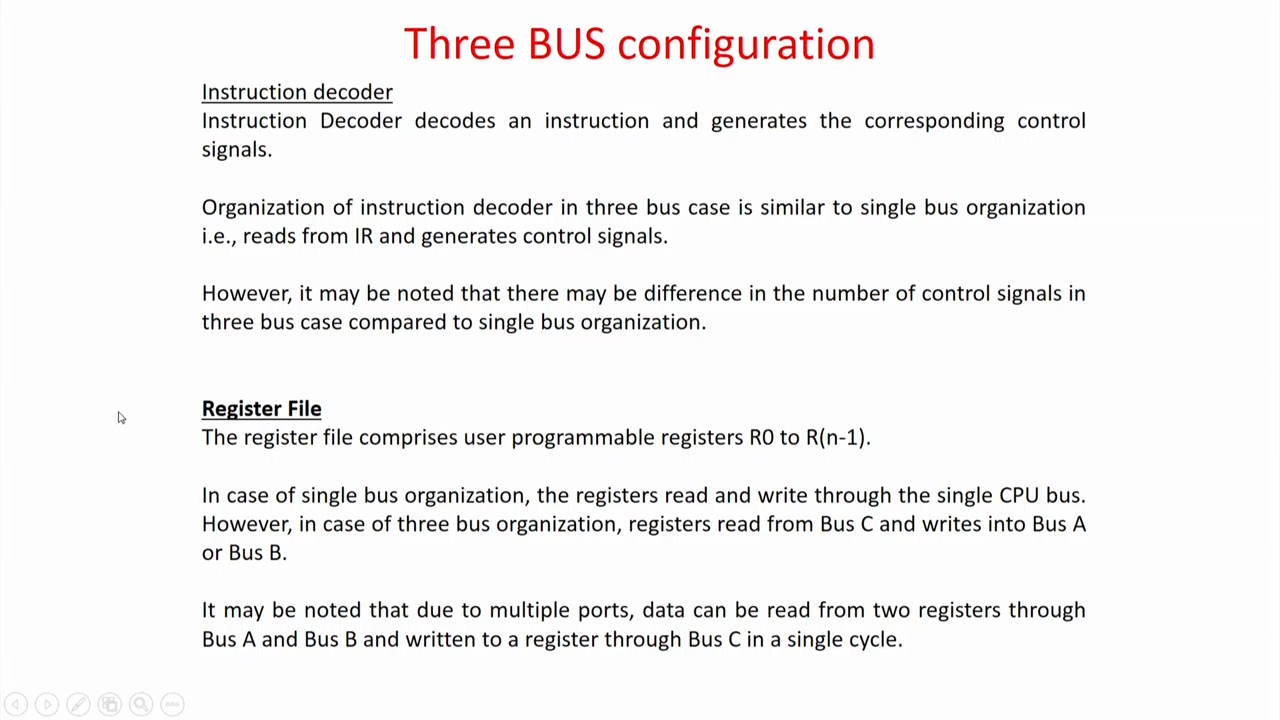 Three BUS configuration
Instruction decoder
Instruction Decoder decodes an instruction and generates the corresponding control
signals.
Organization of instruction decoder in three bus case is similar to single bus organization
i.e., reads from IR and generates control signals.
However, it may be noted that there may be difference in the number of control signals in
three bus case compared to single bus organization.
Register File
The register file comprises user programmable registers R0 to R(n-1).
In case of single bus organization, the registers read and write through the single CPU bus.
However, in case of three bus organization, registers read from Bus C and writes into Bus A
or Bus B.
It may be noted that due to multiple ports, data can be read from two registers through
Bus A and Bus B and written to a register through Bus C in a single cycle.